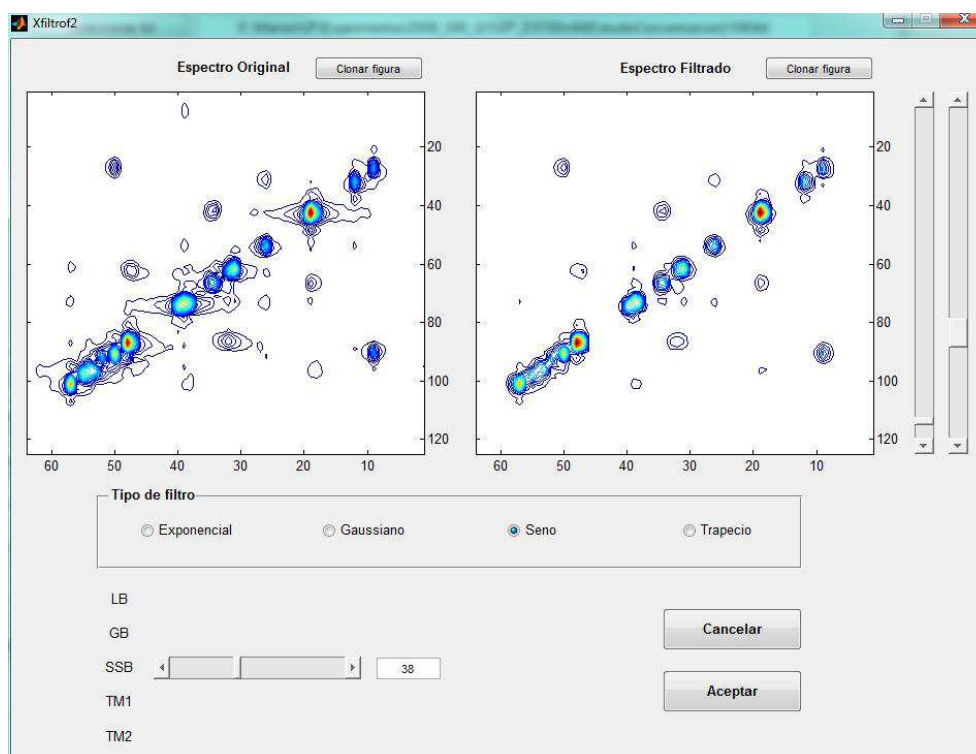 Xfiltrof2
Espectro Original
Clonar figura
Espectro Filtrado
Clonar figura
20
40
60
80
100
120
60 50 40 30 20 10
20
40
60
80
100
120
60 50 40 30 20 10
Tipo de filtro
Exponencial
Gaussiano
Seno
Trapecio
LB
GB
SSB
38
TM1
TM2
Cancelar
Aceptar